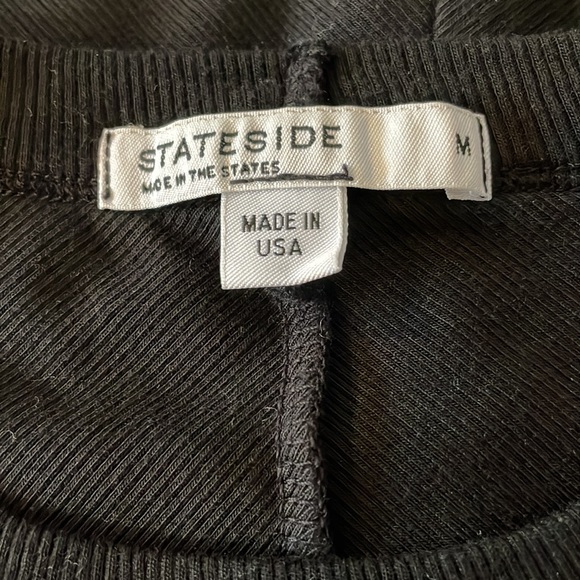 STATESIDE
MADE IN THE STATES
M
MADE IN
USA